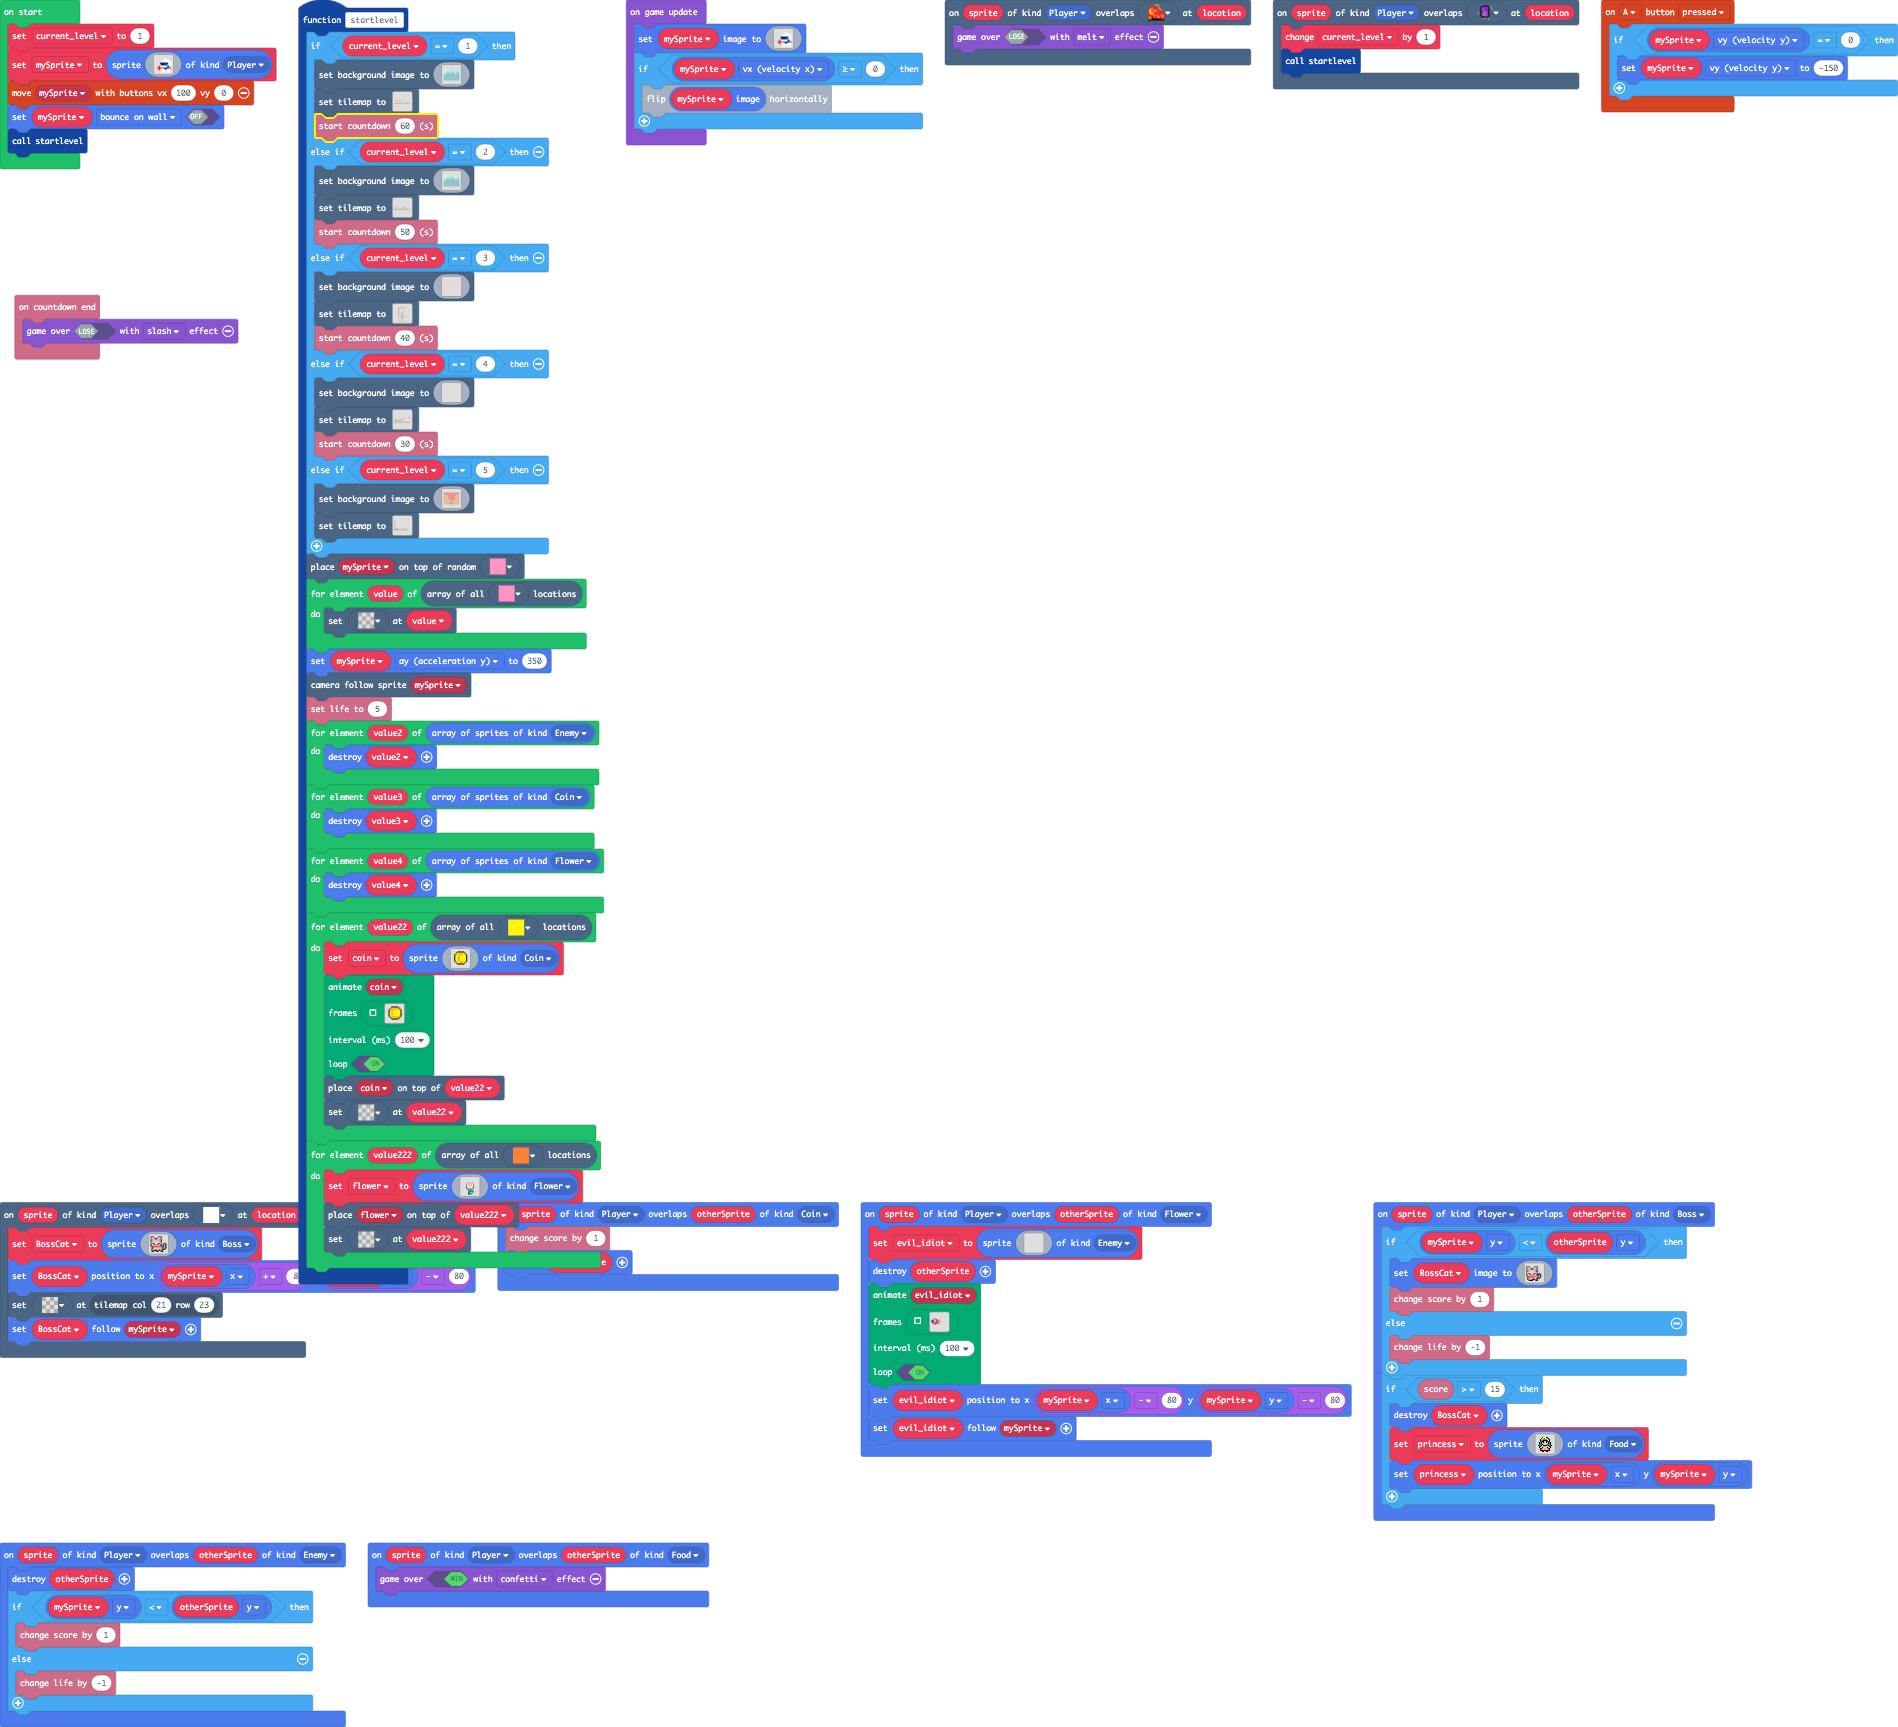 on start
set current_level to 1
set mySprite to sprite of kind Player
move mySprite with buttons vx 100 vy 0
set mySprite bounce on wall OFF
call startlevel
on countdown end
game over LOSE with slash effect
function startlevel
if current_level = 1 then
set background image to
set tilemap to
start countdown 60 (s)
else if current_level = 2 then
set background image to
set tilemap to
start countdown 50 (s)
else if current_level = 3 then
set background image to
set tilemap to
start countdown 40 (s)
else if current_level = 4 then
set background image to
set tilemap to
start countdown 30 (s)
else if current_level = 5 then
set background image to
set tilemap to
place mySprite on top of random
for element value of array of all locations
do
set at value
set mySprite ay (acceleration y) to 350
camera follow sprite mySprite
set life to 5
for element value2 of array of sprites of kind Enemy
do
destroy value2
for element value3 of array of sprites of kind Coin
do
destroy value3
for element value4 of array of sprites of kind Flower
do
destroy value4
for element value22 of array of all locations
do
set coin to sprite of kind Coin
animate coin
frames
interval (ms) 100
loop ON
place coin on top of value22
set at value22
for element value222 of array of all locations
do
set flower to sprite of kind Flower
place flower on top of value222
set at value222
on game update
set mySprite image to
if mySprite vx (velocity x) ≥ 0 then
flip mySprite image horizontally
on sprite of kind Player overlaps at location
game over LOSE with melt effect
on sprite of kind Player overlaps at location
change current_level by 1
call startlevel
on A button pressed
if mySprite vy (velocity y) = 0 then
set mySprite vy (velocity y) to -150
on sprite of kind Player overlaps at location
set BossCat to sprite of kind Boss
set BossCat position to x mySprite x + 8
- 80
set at tilemap col 21 row 23
set BossCat follow mySprite
sprite of kind Player overlaps otherSprite of kind Coin
change score by 1
e
on sprite of kind Player overlaps otherSprite of kind Flower
set evil_idiot to sprite of kind Enemy
destroy otherSprite
animate evil_idiot
frames
interval (ms) 100
loop ON
set evil_idiot position to x mySprite x - 80 y mySprite y - 80
set evil_idiot follow mySprite
on sprite of kind Player overlaps otherSprite of kind Boss
if mySprite y < otherSprite y then
set BossCat image to
change score by 1
else
change life by -1
if score > 15 then
destroy BossCat
set princess to sprite of kind Food
set princess position to x mySprite x y mySprite y
on sprite of kind Player overlaps otherSprite of kind Enemy
destroy otherSprite
if mySprite y < otherSprite y then
change score by 1
else
change life by -1
on sprite of kind Player overlaps otherSprite of kind Food
game over WIN with confetti effect